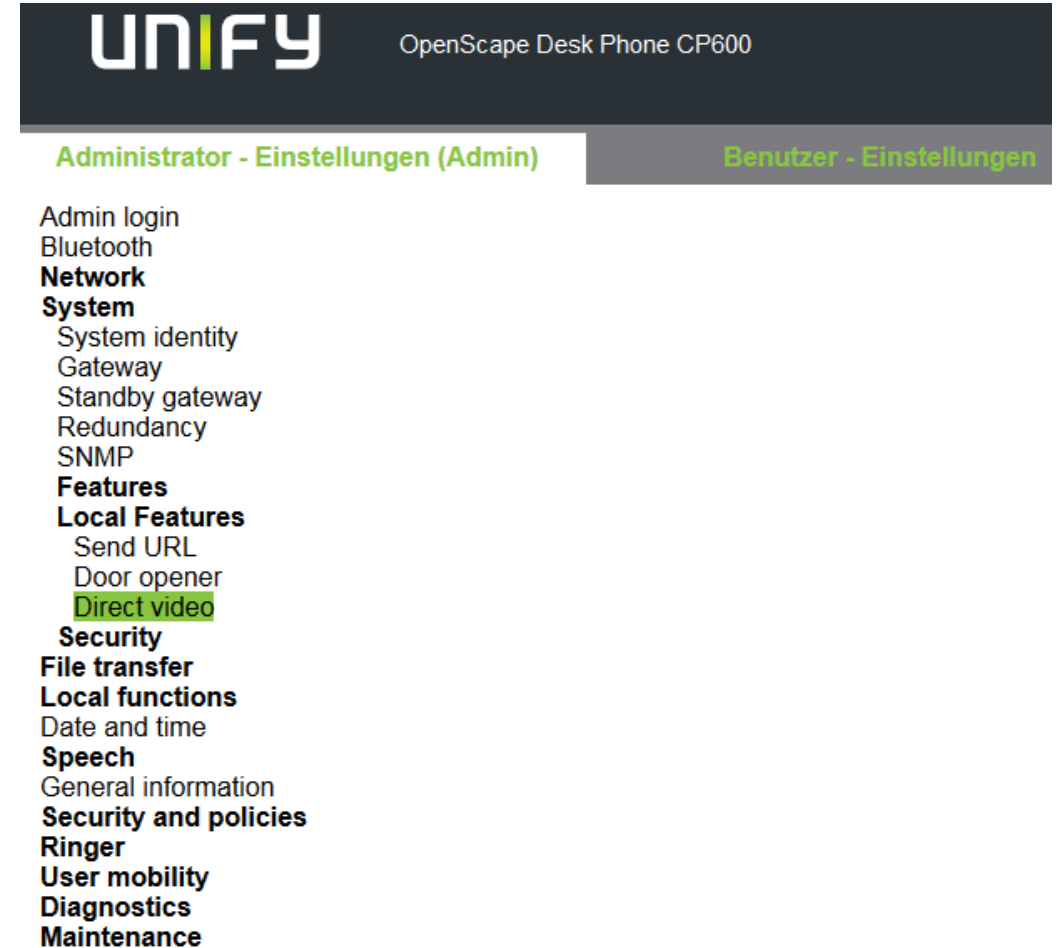 UNIFY
OpenScape Desk Phone CP600
Administrator - Einstellungen (Admin)
Benutzer - Einstellungen
Admin login
Bluetooth
Network
System
System identity
Gateway
Standby gateway
Redundancy
SNMP
Features
Local Features
Send URL
Door opener
Direct video
Security
File transfer
Local functions
Date and time
Speech
General information
Security and policies
Ringer
User mobility
Diagnostics
Maintenance